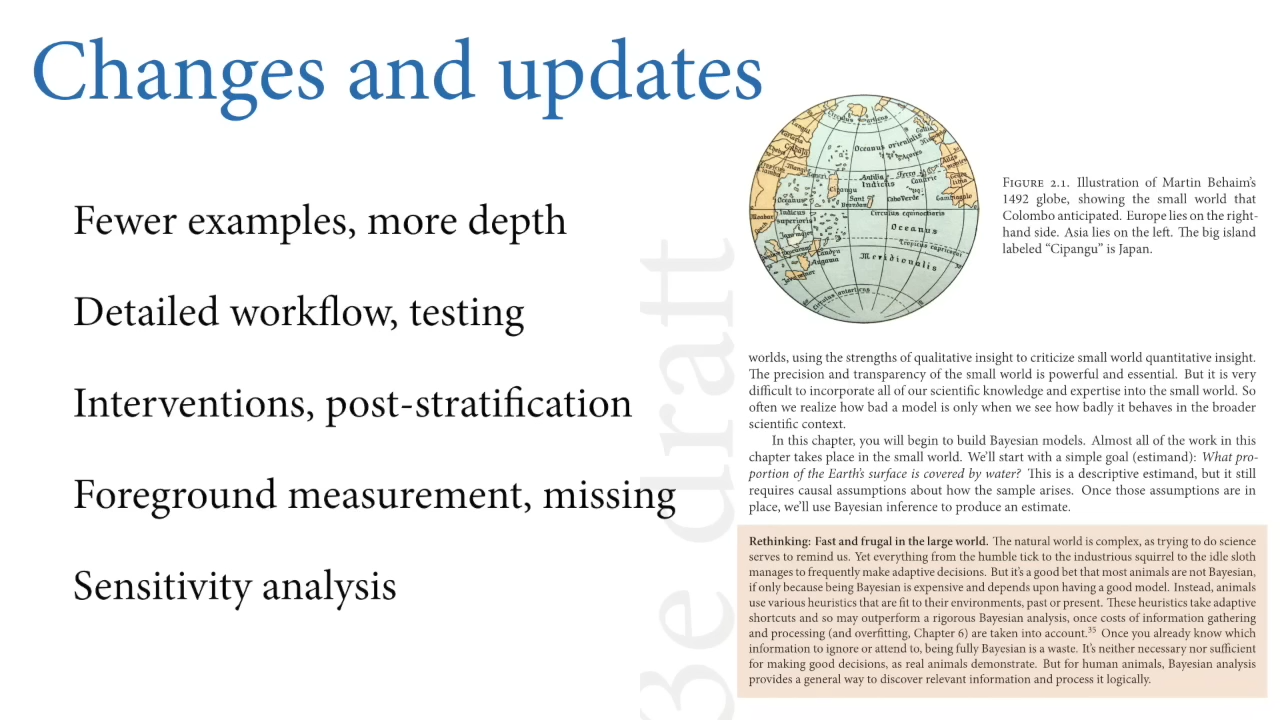 Changes and updates
Fewer examples, more depth
Detailed workflow, testing
Interventions, post-stratification
Foreground measurement, missing
Sensitivity analysis
3e draft
Circulus arcticus
Oceanus orientalis
Antilia
Indicus
Cipangu
Cabo Verde
Circulus equinoctialis
Oceanus
Tropicus capricorni
Meridionalis
Circulus antarticus
Figure 2.1. Illustration of Martin Behaim’s
1492 globe, showing the small world that
Colombo anticipated. Europe lies on the right-
hand side. Asia lies on the left. The big island
labeled “Cipangu” is Japan.
worlds, using the strengths of qualitative insight to criticize small world quantitative insight.
The precision and transparency of the small world is powerful and essential. But it is very
difficult to incorporate all of our scientific knowledge and expertise into the small world. So
often we realize how bad a model is only when we see how badly it behaves in the broader
scientific context.
In this chapter, you will begin to build Bayesian models. Almost all of the work in this
chapter takes place in the small world. We’ll start with a simple goal (estimand): What pro-
portion of the Earth’s surface is covered by water? This is a descriptive estimand, but it still
requires causal assumptions about how the sample arises. Once those assumptions are in
place, we’ll use Bayesian inference to produce an estimate.
Rethinking: Fast and frugal in the large world. The natural world is complex, as trying to do science
serves to remind us. Yet everything from the humble tick to the industrious squirrel to the idle sloth
manages to frequently make adaptive decisions. But it’s a good bet that most animals are not Bayesian,
if only because being Bayesian is expensive and depends upon having a good model. Instead, animals
use various heuristics that are fit to their environments, past or present. These heuristics take adaptive
shortcuts and so may outperform a rigorous Bayesian analysis, once costs of information gathering
and processing (and overfitting, Chapter 6) are taken into account.35 Once you already know which
information to ignore or attend to, being fully Bayesian is a waste. It’s neither necessary nor sufficient
for making good decisions, as real animals demonstrate. But for human animals, Bayesian analysis
provides a general way to discover relevant information and process it logically.